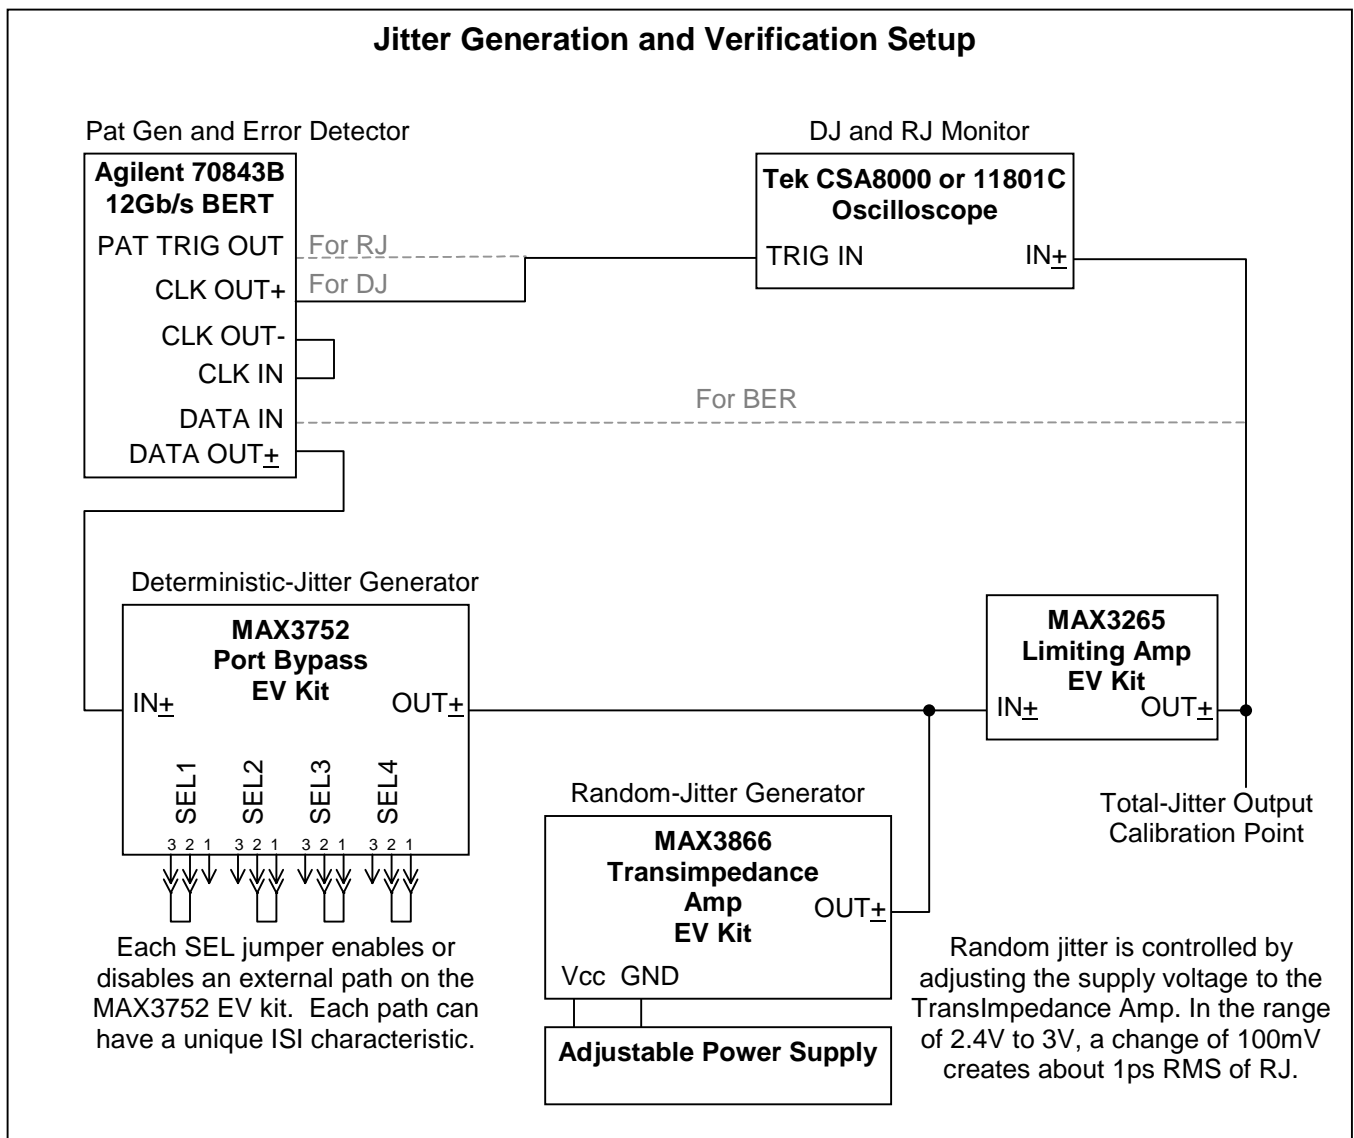 Jitter Generation and Verification Setup
Pat Gen and Error Detector
Agilent 70843B
12Gb/s BERT
PAT TRIG OUT
CLK OUT+
CLK OUT-
CLK IN
DATA IN
DATA OUT±
For RJ
For DJ
For BER
DJ and RJ Monitor
Tek CSA8000 or 11801C
Oscilloscope
TRIG IN
IN±
Deterministic-Jitter Generator
MAX3752
Port Bypass
EV Kit
IN±
OUT±
SEL1
SEL2
SEL3
SEL4
3 2 1
3 2 1
3 2 1
3 2 1
Each SEL jumper enables or
disables an external path on the
MAX3752 EV kit.  Each path can
have a unique ISI characteristic.
Random-Jitter Generator
MAX3866
Transimpedance
Amp
EV Kit
OUT±
Vcc
GND
Adjustable Power Supply
MAX3265
Limiting Amp
EV Kit
IN±
OUT±
Total-Jitter Output
Calibration Point
Random jitter is controlled by
adjusting the supply voltage to the
TransImpedance Amp. In the range
of 2.4V to 3V, a change of 100mV
creates about 1ps RMS of RJ.